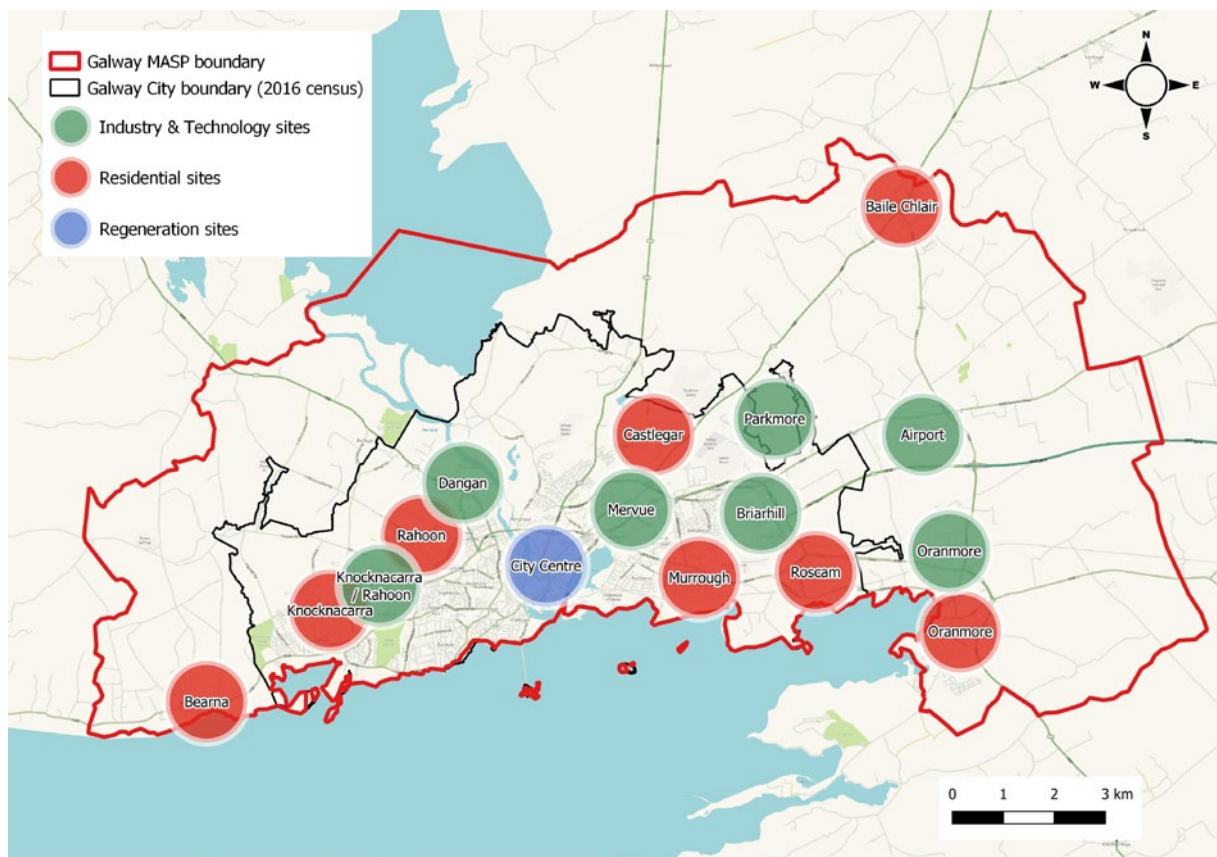 Galway MASP boundary
Galway City boundary (2016 census)
Industry & Technology sites
Residential sites
Regeneration sites
N
W E
S
Baile Chlair
Parkmore
Castlegar
Airport
Dangan
Mervue
Briarhill
Rahoon
Oranmore
City Centre
Murrough
Roscam
Knocknacarra
/ Rahoon
Knocknacarra
Oranmore
Bearna
0 1 2 3 km